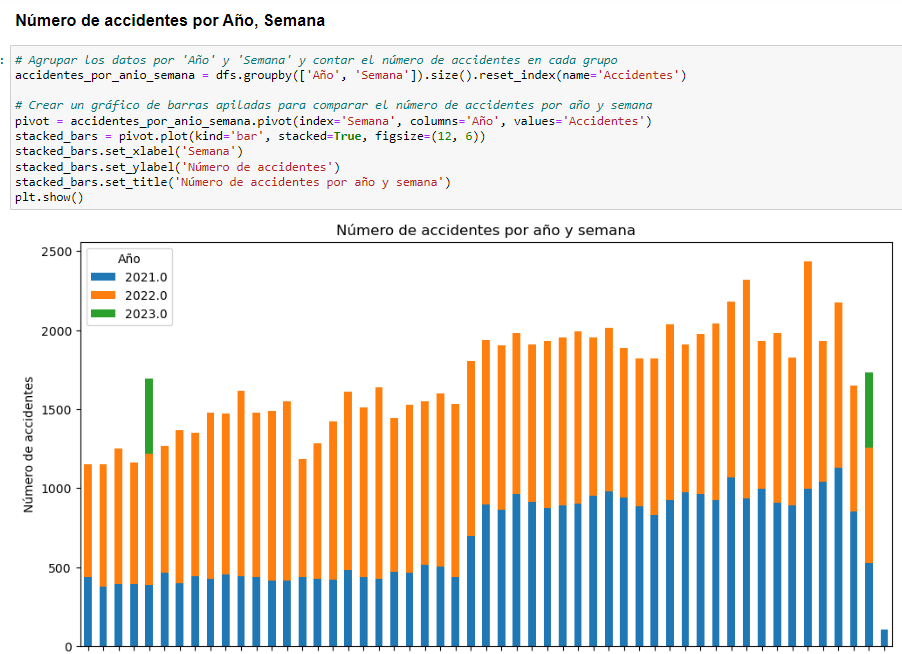 Número de accidentes por Año, Semana
:
# Agrupar los datos por 'Año' y 'Semana' y contar el número de accidentes en cada grupo
accidentes_por_anio_semana = dfs.groupby(['Año', 'Semana']).size().reset_index(name='Accidentes')
# Crear un gráfico de barras apiladas para comparar el número de accidentes por año y semana
pivot = accidentes_por_anio_semana.pivot(index='Semana', columns='Año', values='Accidentes')
stacked_bars = pivot.plot(kind='bar', stacked=True, figsize=(12, 6))
stacked_bars.set_xlabel('Semana')
stacked_bars.set_ylabel('Número de accidentes')
stacked_bars.set_title('Número de accidentes por año y semana')
plt.show()
Número de accidentes por año y semana
Número de accidentes
2500
2000
1500
1000
500
0
Año
2021.0
2022.0
2023.0